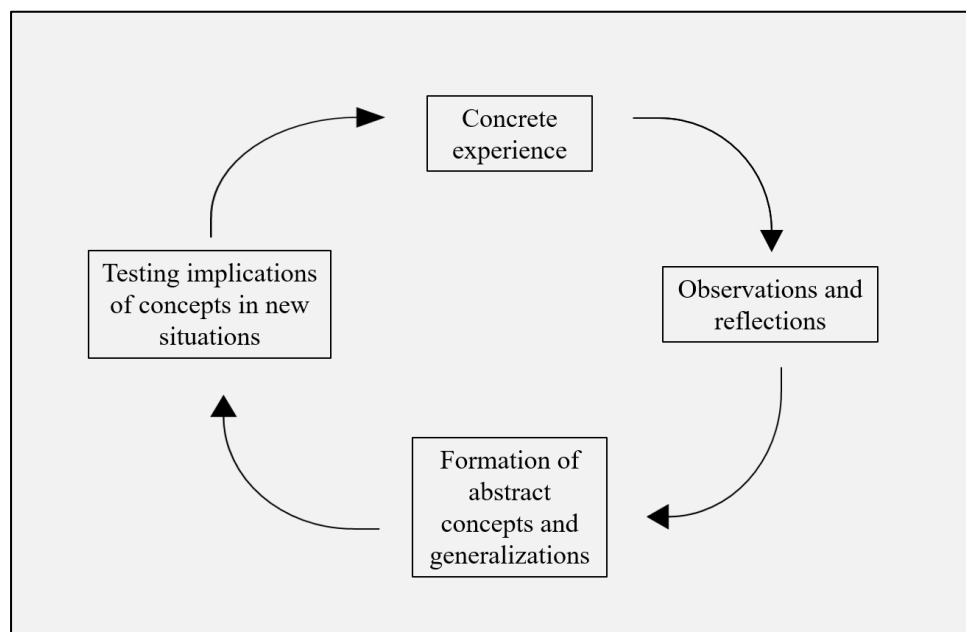 Concrete
experience
Observations and
reflections
Formation of
abstract
concepts and
generalizations
Testing implications
of concepts in new
situations